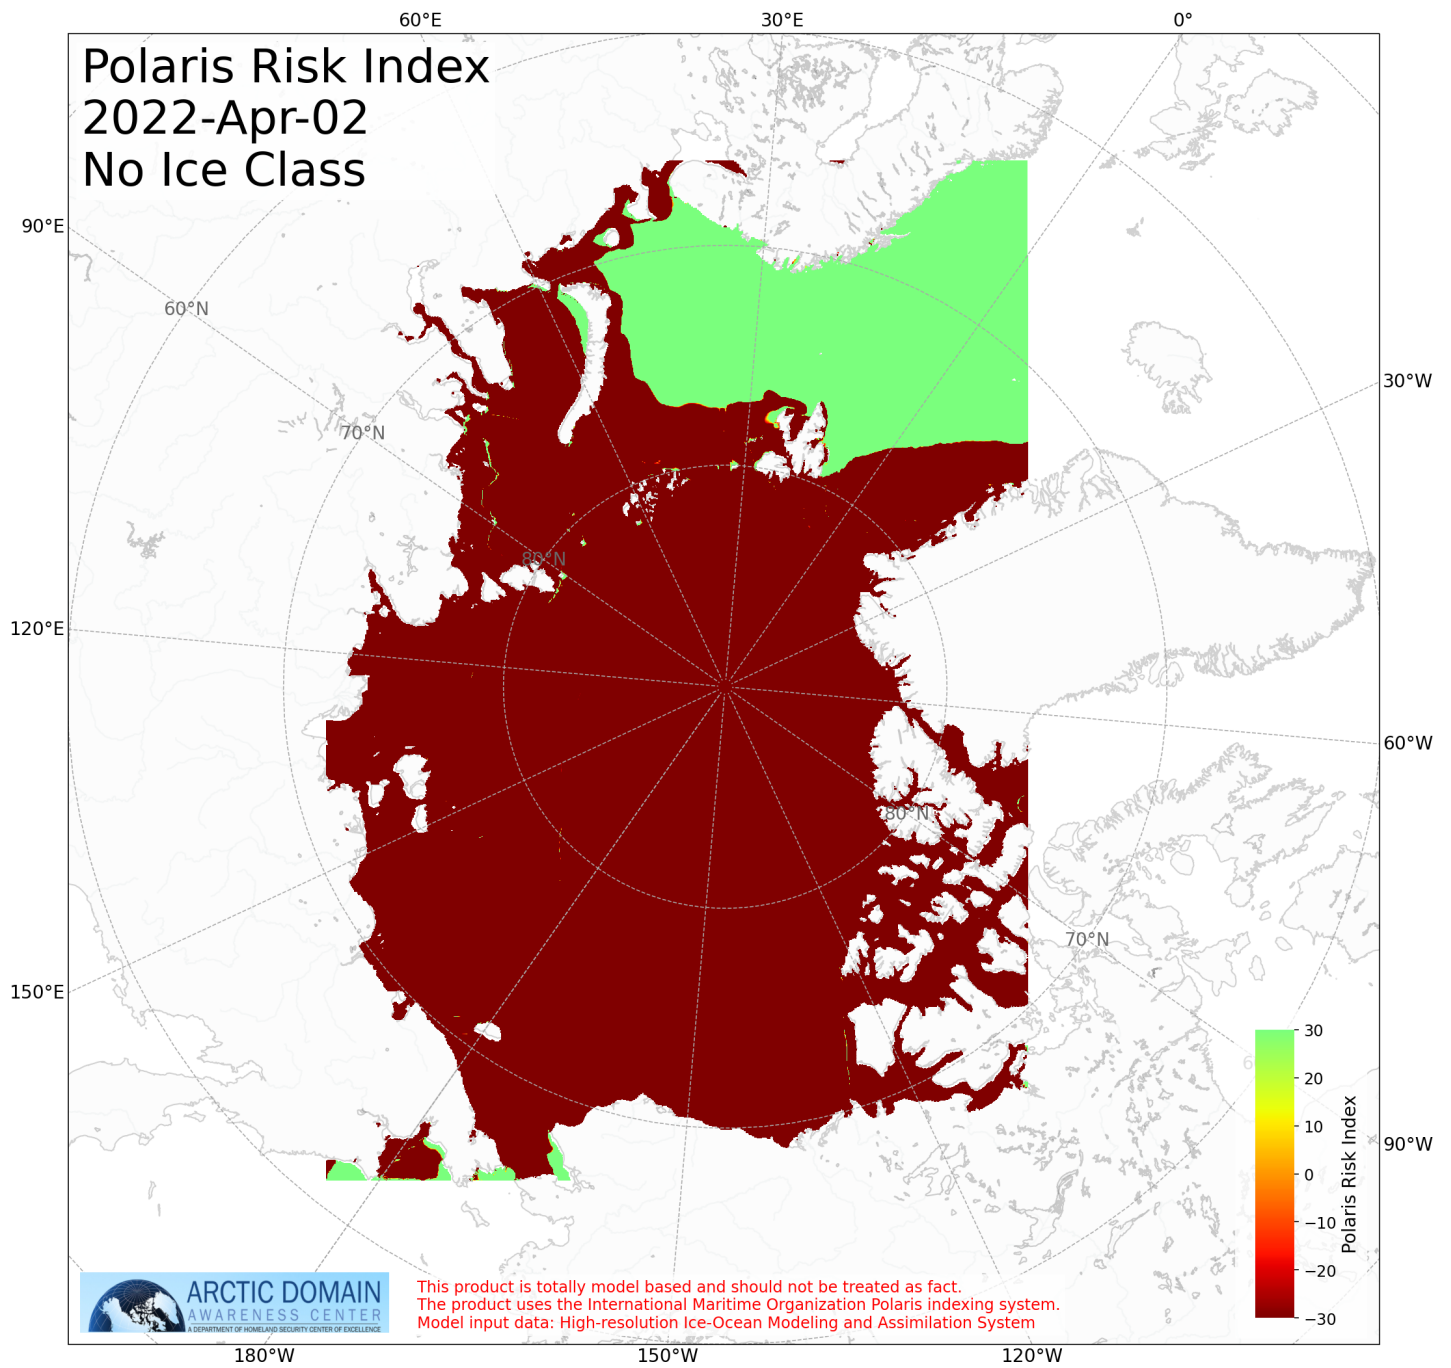 60°E
30°E
0°
Polaris Risk Index
2022-Apr-02
No Ice Class
90°E
60°N
30°W
70°N
80°N
120°E
60°W
80°N
70°N
150°E
30
20
10
0
−10
−20
−30
Polaris Risk Index
90°W
ARCTIC DOMAIN
AWARENESS CENTER
A DEPARTMENT OF HOMELAND SECURITY CENTER OF EXCELLENCE
This product is totally model based and should not be treated as fact.
The product uses the International Maritime Organization Polaris indexing system.
Model input data: High-resolution Ice-Ocean Modeling and Assimilation System
180°W
150°W
120°W